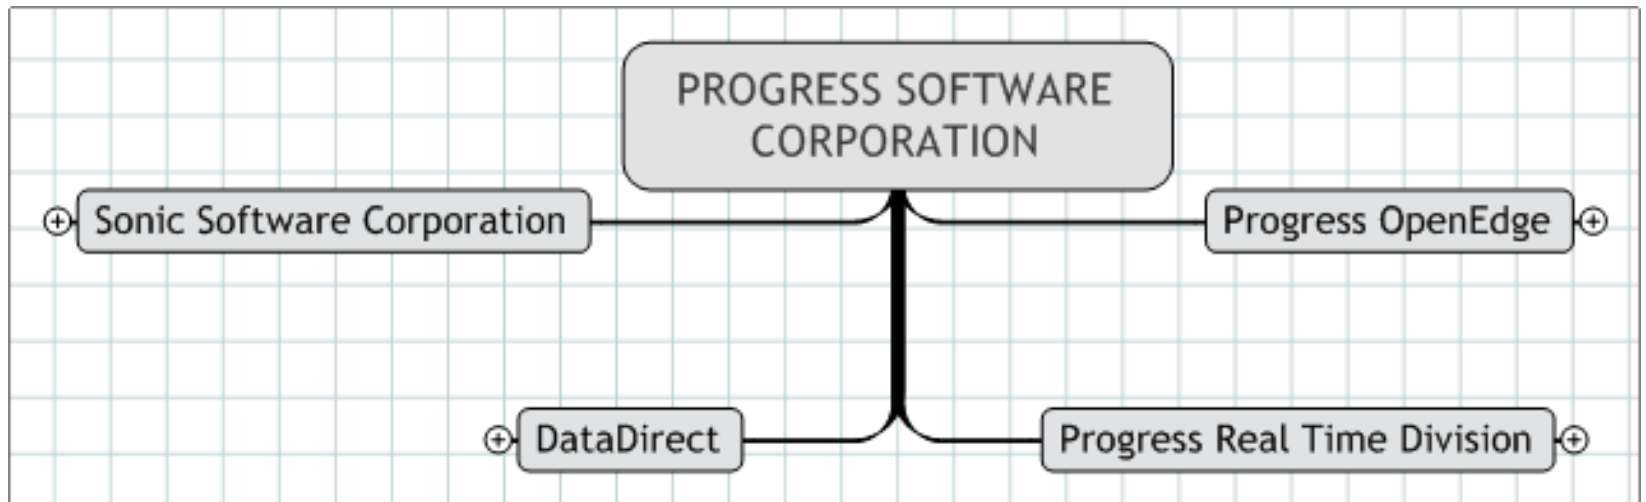 PROGRESS SOFTWARE
CORPORATION
Sonic Software Corporation
Progress OpenEdge
DataDirect
Progress Real Time Division